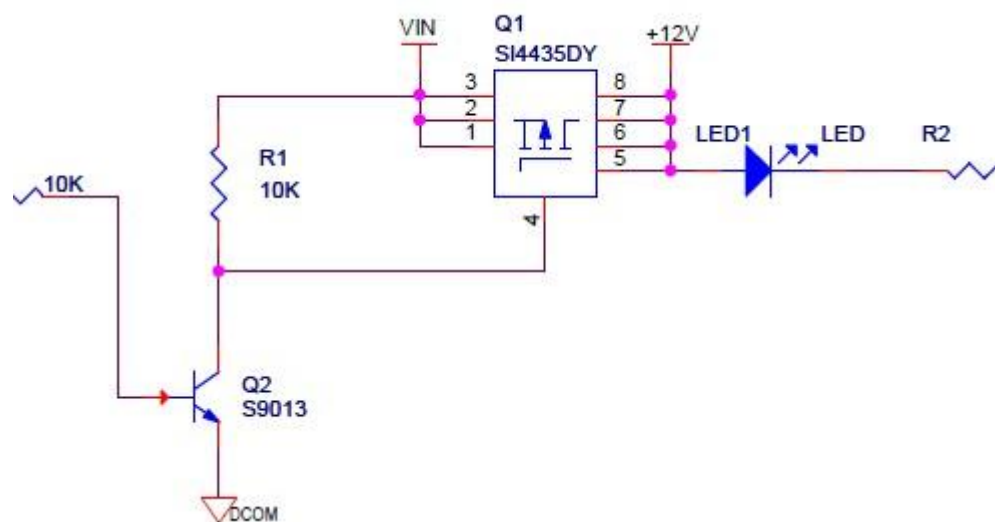 VIN
Q1
SI4435DY
+12V
3
2
1
8
7
6
5
4
LED1
LED
R2
R1
10K
10K
Q2
S9013
DCOM